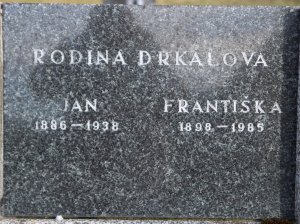 RODINA DRKALOVA
JAN FRANTIŠKA
1886–1938 1898–1985